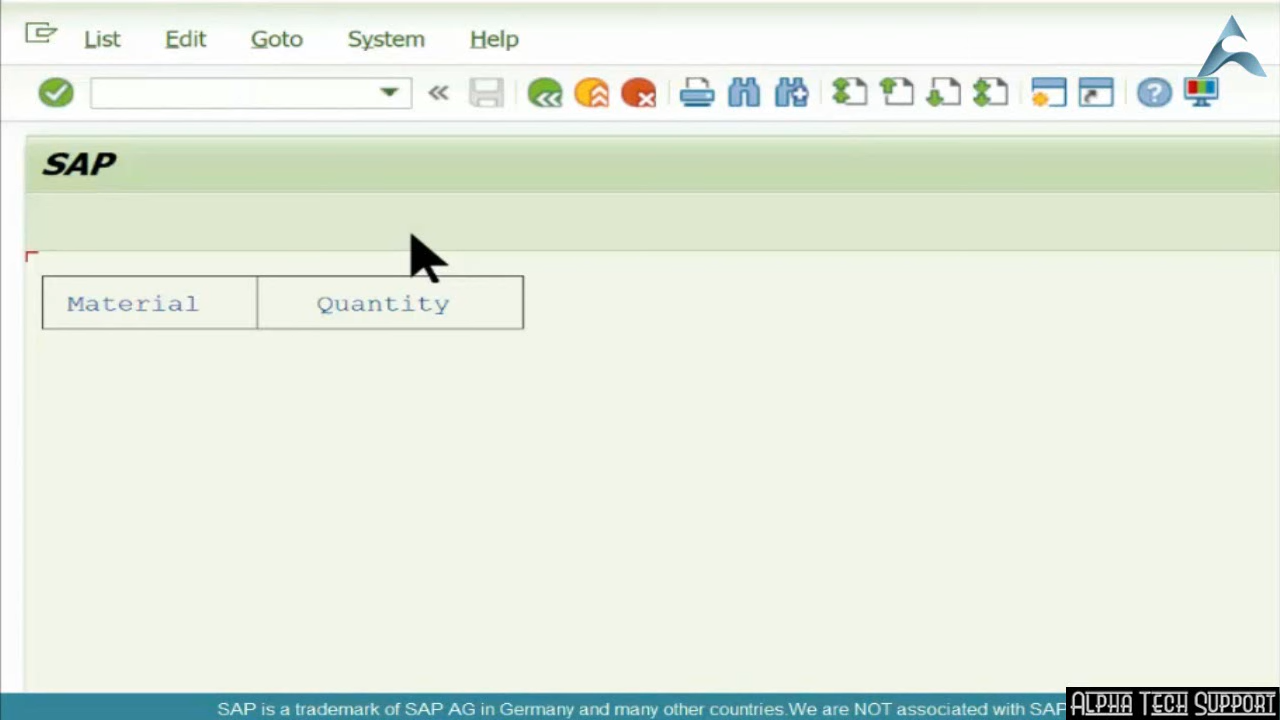 List Edit Goto System Help
SAP
Material Quantity
SAP is a trademark of SAP AG in Germany and many other countries.We are NOT associated with SAP
ALPHA TECH SUPPORT